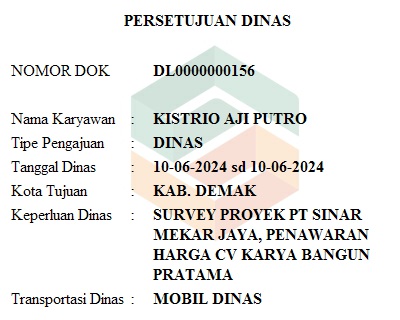 PERSETUJUAN DINAS
NOMOR DOK DL0000000156
Nama Karyawan : KISTRIO AJI PUTRO
Tipe Pengajuan : DINAS
Tanggal Dinas : 10-06-2024 sd 10-06-2024
Kota Tujuan : KAB. DEMAK
Keperluan Dinas : SURVEY PROYEK PT SINAR
MEKAR JAYA, PENAWARAN
HARGA CV KARYA BANGUN
PRATAMA
Transportasi Dinas : MOBIL DINAS